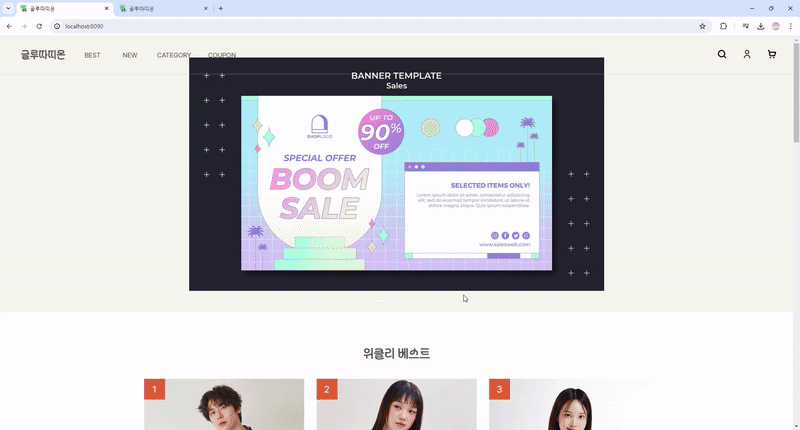 글루따띠온
글루따띠온
localhost:8090
글루따띠온
BEST
NEW
CATEGORY
COUPON
BANNER TEMPLATE
Sales
SHOPLOGO
UP TO
90%
OFF
SPECIAL OFFER
BOOM
SALE
SELECTED ITEMS ONLY!
Lorem ipsum dolor sit amet, consectetur adipiscing
elit, sed do eiusmod tempor incididunt ut labore et
dolore magna aliqua. Quis ipsum suspendisse.
www.salesweb.com
위클리 베스트
1
2
3